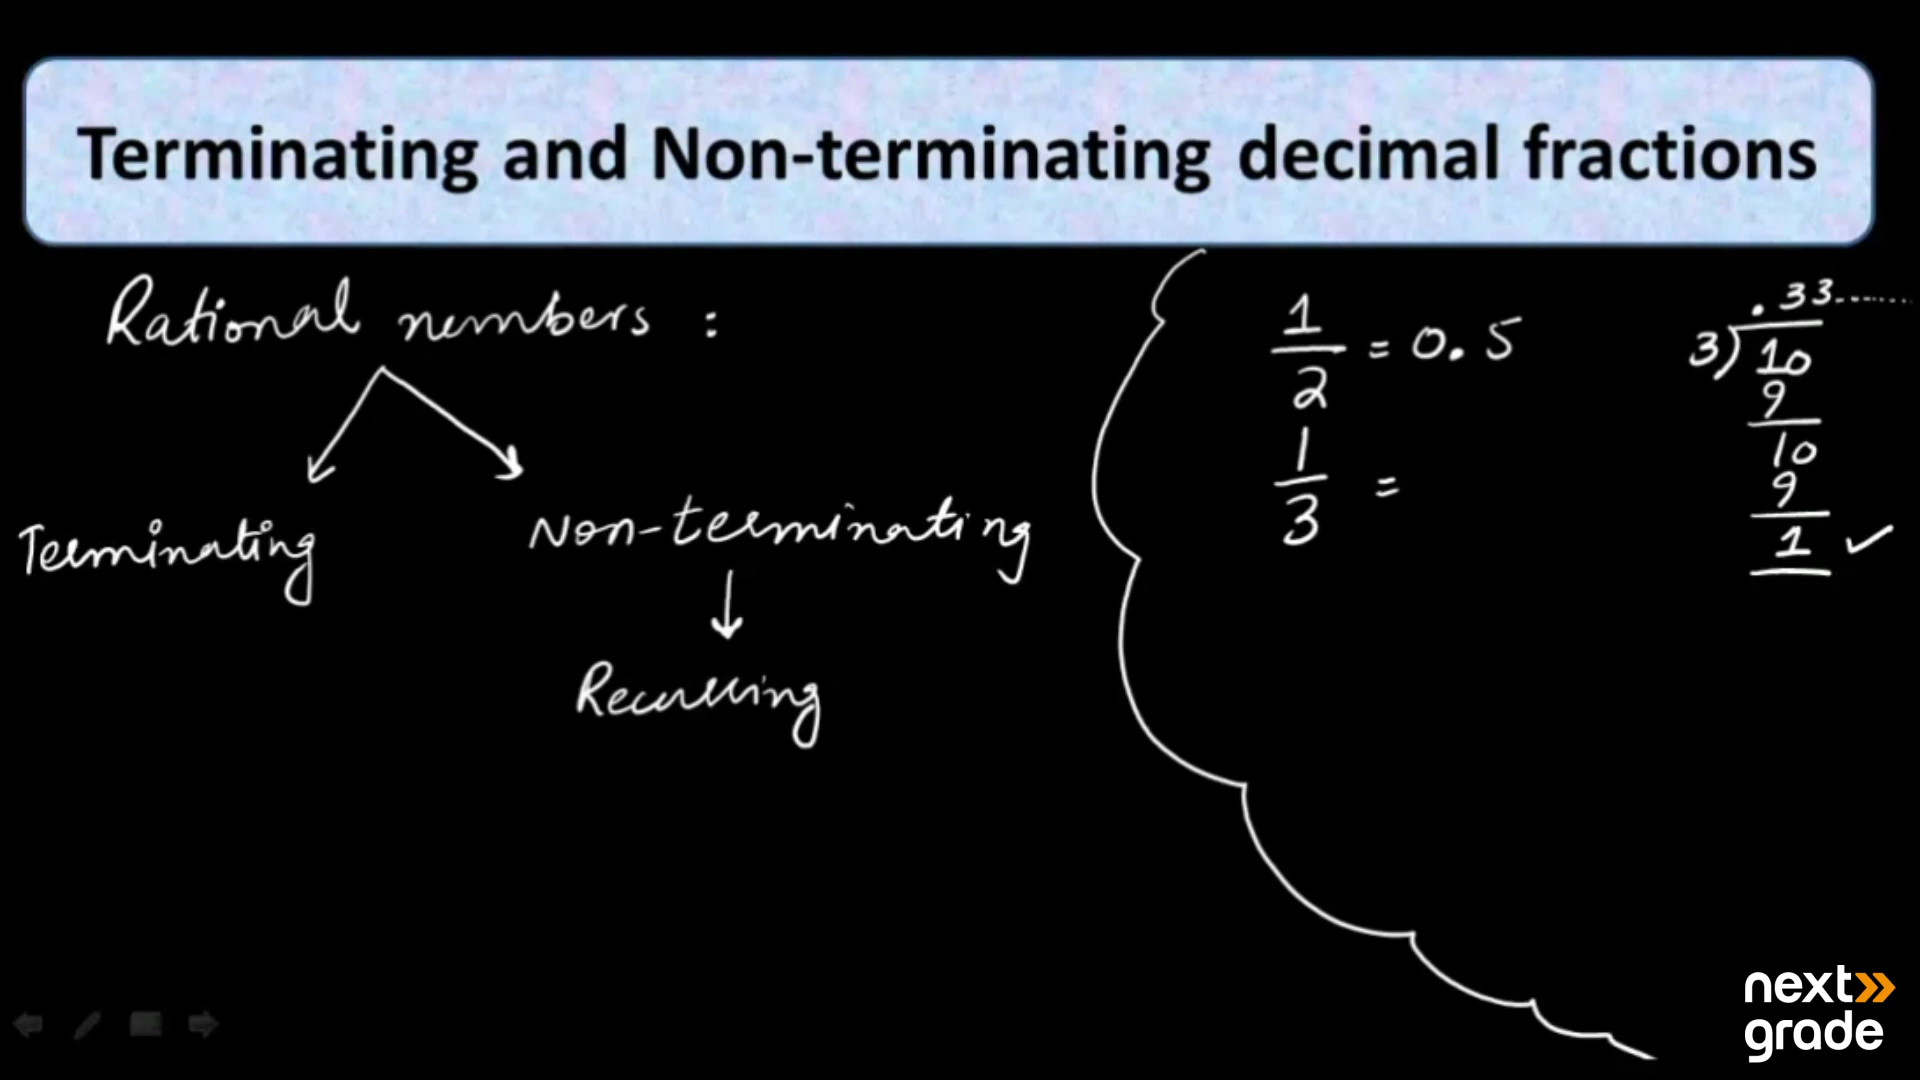 Terminating and Non-terminating decimal fractions
Rational numbers :
Terminating
Non-terminating
Recurring
1/2 = 0.5
1/3 =
.33.......
3)10
9
10
9
1 ✓
next»
grade